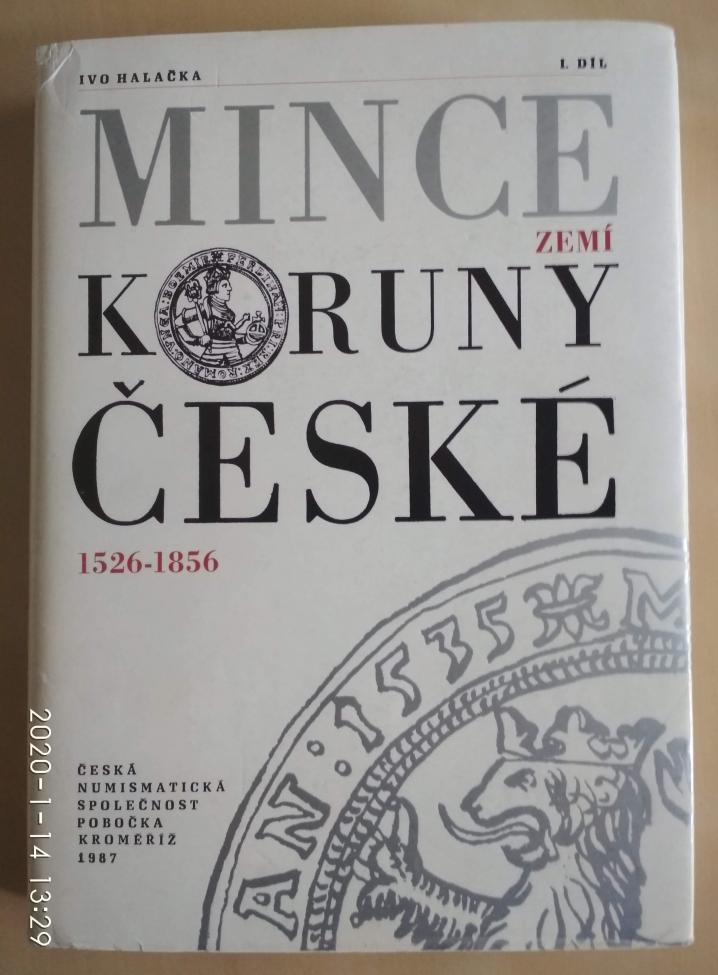 IVO HALAČKA
I. DÍL
MINCE
ZEMÍ
KORUNY
ČESKÉ
1526-1856
AN:1535
M
ČESKÁ
NUMISMATICKÁ
SPOLEČNOST
POBOČKA
KROMĚŘÍŽ
1987
2020-1-14 13:29